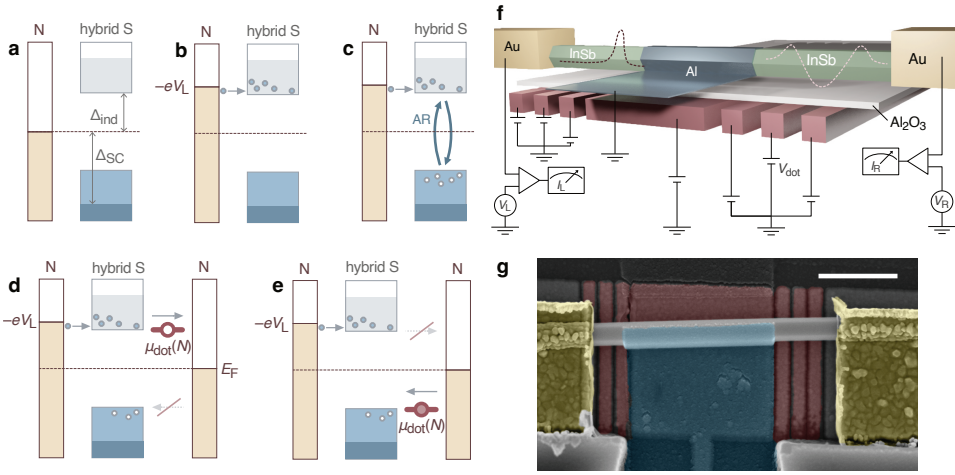 a
N
hybrid S
Δind
ΔSC
b
N
hybrid S
−eVL
c
N
hybrid S
AR
d
N
hybrid S
N
−eVL
μdot(N)
EF
e
N
hybrid S
N
−eVL
μdot(N)
f
Au
InSb
Al
InSb
Au
Al2O3
Vdot
IL
VL
IR
VR
g